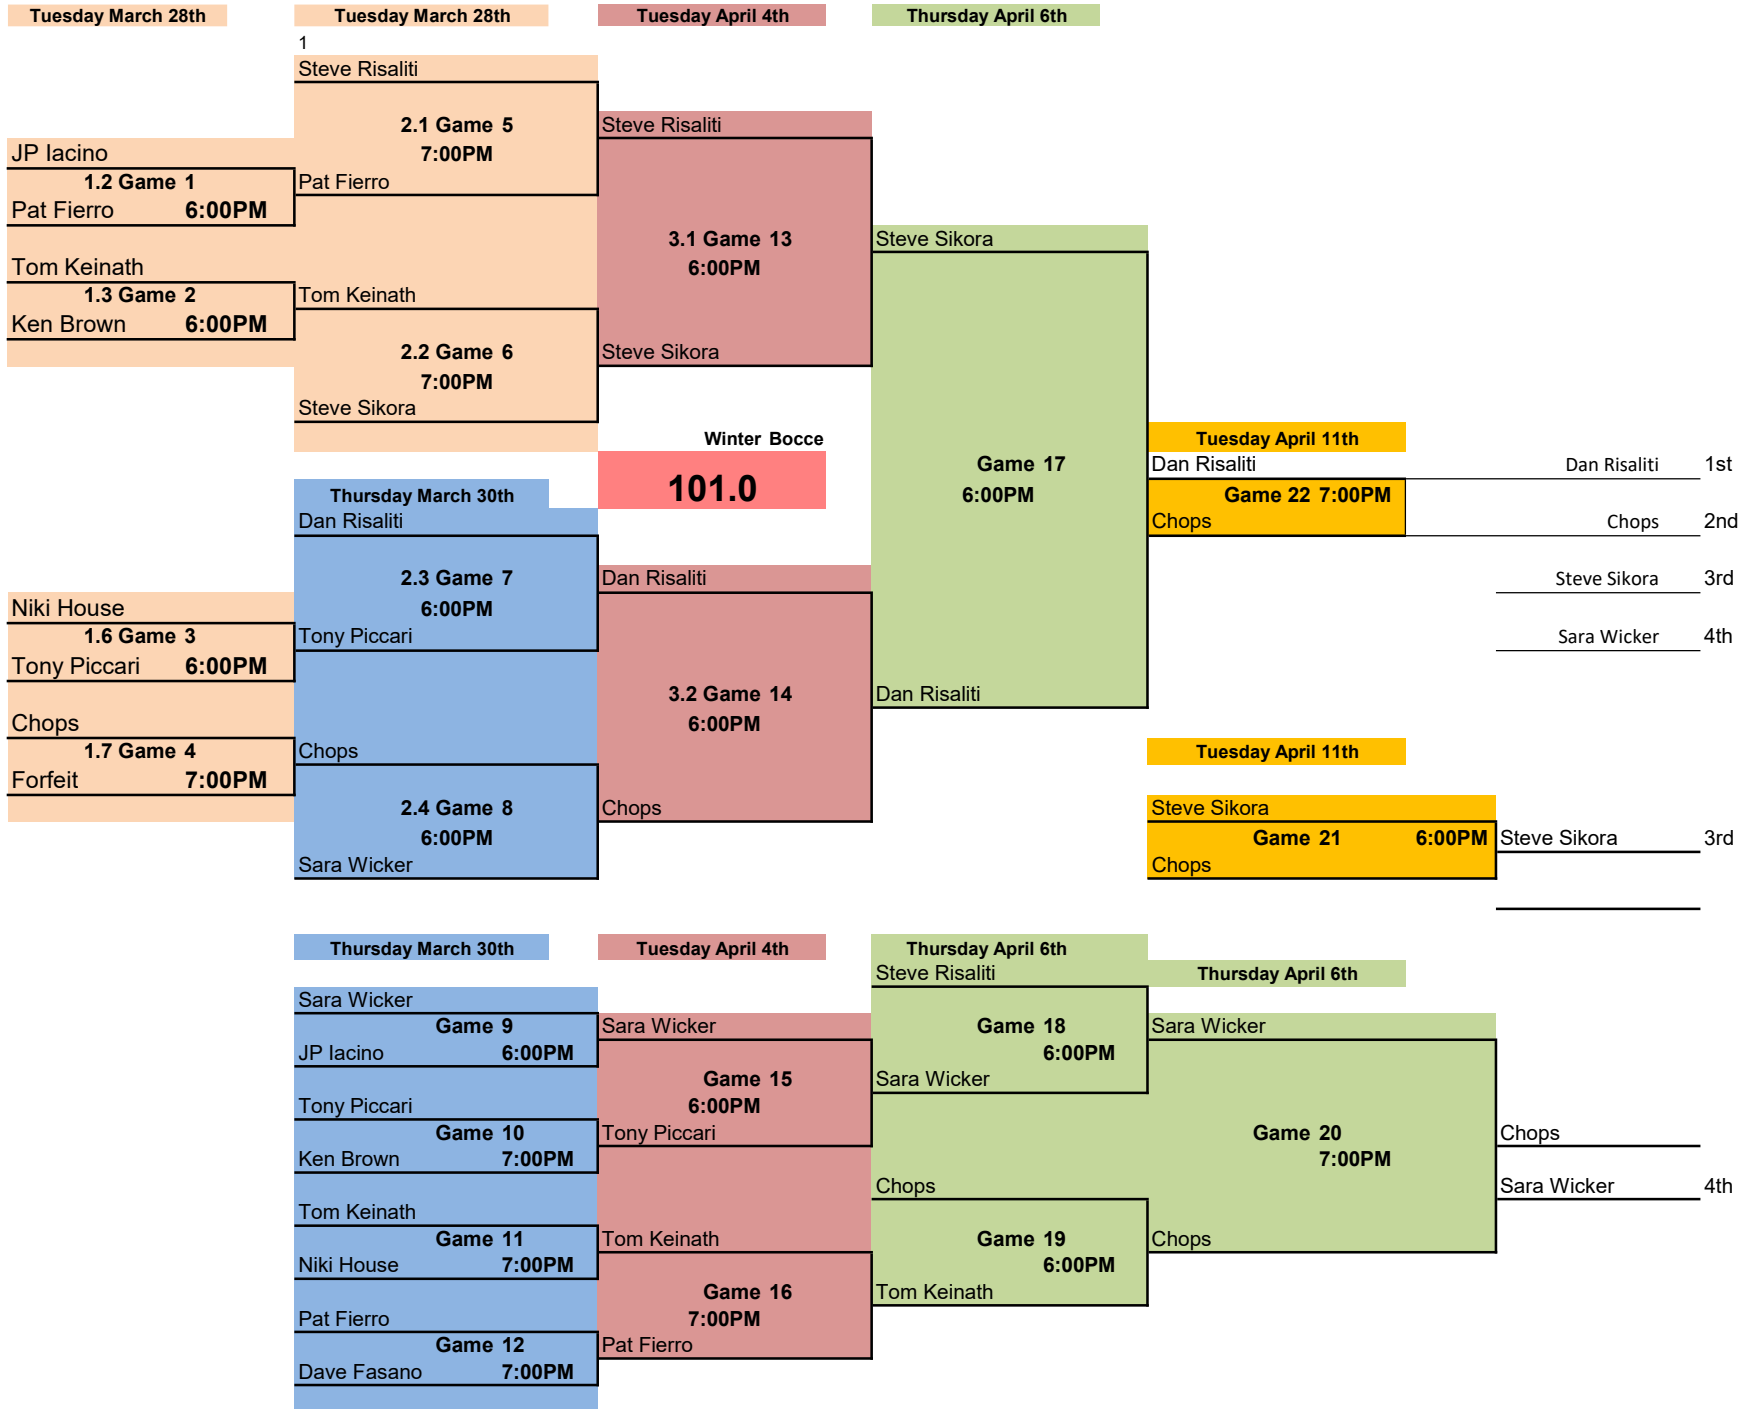 Tuesday March 28th
Tuesday March 28th
Tuesday April 4th
Thursday April 6th
1
Steve Risaliti
2.1 Game 5
7:00PM
Pat Fierro
JP Iacino
1.2 Game 1
Pat Fierro 6:00PM
Tom Keinath
1.3 Game 2
Ken Brown 6:00PM
Tom Keinath
2.2 Game 6
7:00PM
Steve Sikora
Steve Risaliti
3.1 Game 13
6:00PM
Steve Sikora
Winter Bocce
101.0
Thursday March 30th
Dan Risaliti
2.3 Game 7
6:00PM
Tony Piccari
Niki House
1.6 Game 3
Tony Piccari 6:00PM
Chops
1.7 Game 4
Forfeit 7:00PM
Chops
2.4 Game 8
6:00PM
Sara Wicker
Dan Risaliti
3.2 Game 14
6:00PM
Chops
Steve Sikora
Game 17
6:00PM
Dan Risaliti
Tuesday April 11th
Dan Risaliti
Game 22 7:00PM
Chops
Dan Risaliti 1st
Chops 2nd
Steve Sikora 3rd
Sara Wicker 4th
Tuesday April 11th
Steve Sikora
Game 21 6:00PM
Chops
Steve Sikora 3rd
Thursday March 30th
Tuesday April 4th
Thursday April 6th
Thursday April 6th
Sara Wicker
Game 9
JP Iacino 6:00PM
Tony Piccari
Game 10
Ken Brown 7:00PM
Tom Keinath
Game 11
Niki House 7:00PM
Pat Fierro
Game 12
Dave Fasano 7:00PM
Sara Wicker
Game 15
6:00PM
Tony Piccari
Tom Keinath
Game 16
7:00PM
Pat Fierro
Steve Risaliti
Game 18
6:00PM
Sara Wicker
Chops
Game 19
6:00PM
Tom Keinath
Sara Wicker
Game 20
7:00PM
Chops
Chops
Sara Wicker 4th